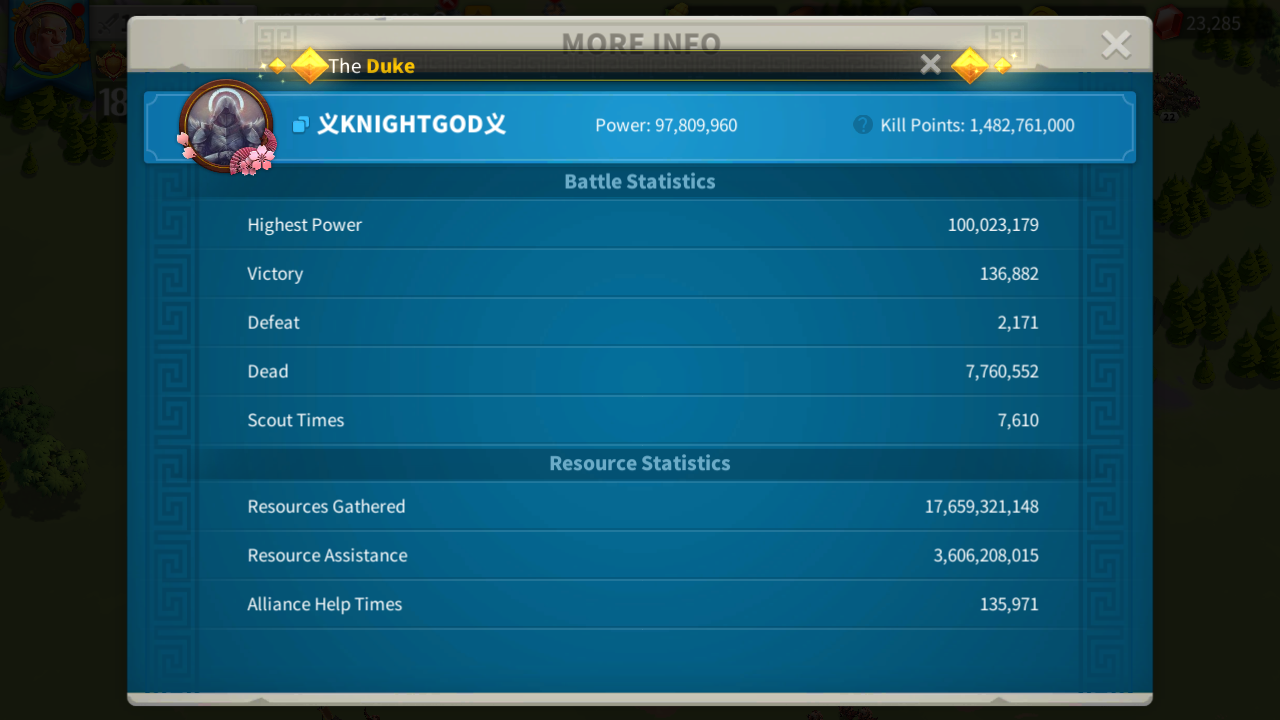 MORE INFO
23,285
The Duke
18
义KNIGHTGOD义
Power: 97,809,960
Kill Points: 1,482,761,000
22
Battle Statistics
Highest Power 100,023,179
Victory 136,882
Defeat 2,171
Dead 7,760,552
Scout Times 7,610
Resource Statistics
Resources Gathered 17,659,321,148
Resource Assistance 3,606,208,015
Alliance Help Times 135,971